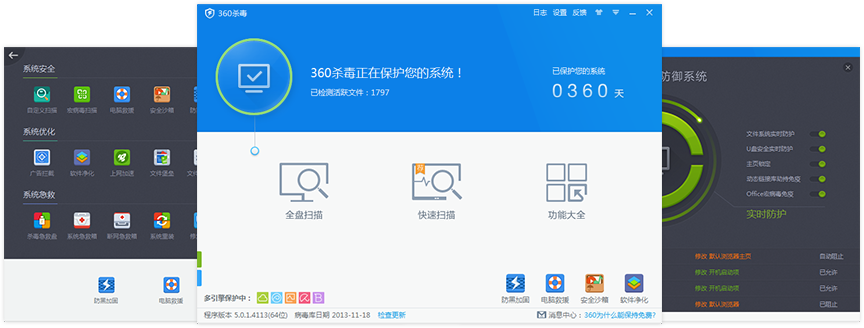 360杀毒
日志 设置 反馈
360杀毒正在保护您的系统！
已检测活跃文件：1797
已保护您的系统
0360 天
全盘扫描
快速扫描
功能大全
防黑加固 电脑救援 安全沙箱 软件净化
多引擎保护中：
程序版本 5.0.1.4113(64位) 病毒库日期 2013-11-18 检查更新
消息中心：360为什么能保持免费?
系统安全
自定义扫描 宏病毒扫描 电脑救援 安全沙箱
系统优化
广告拦截 软件净化 上网加速 文件堡垒
系统急救
杀毒急救盘 系统急救箱 断网急救箱 系统重装
防黑加固 电脑救援
防御系统
文件系统实时防护
U盘安全实时防护
主页锁定
动态链接库劫持免疫
Office宏病毒免疫
实时防护
修改 默认浏览器主页 自动阻止
修改 开机启动项 已允许
修改 开机启动项 已允许
修改 默认浏览器 已阻止